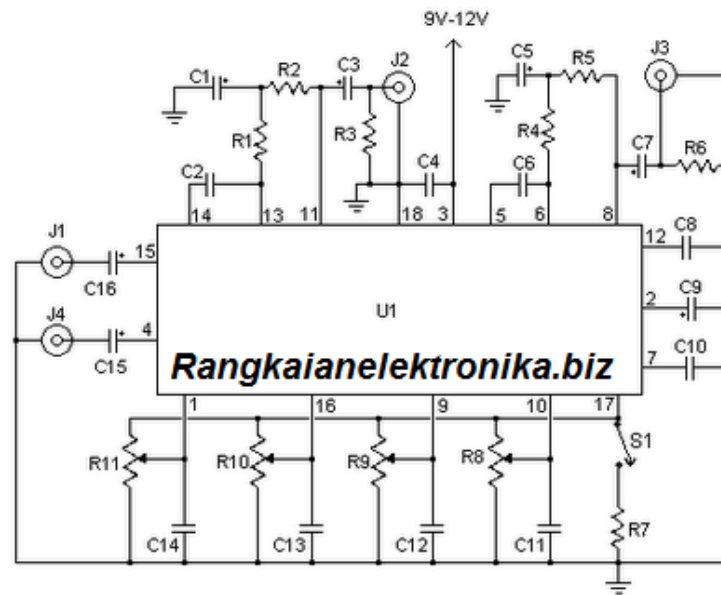 9V-12V
C1
R2
C3
J2
C5
R5
J3
R1
R3
C4
R4
C6
C7
R6
C2
14
13
11
18
3
5
6
8
J1
15
C16
12
C8
J4
4
C15
U1
2
C9
7
C10
Rangkaianelektronika.biz
1
16
9
10
17
R11
R10
R9
R8
S1
C14
C13
C12
C11
R7